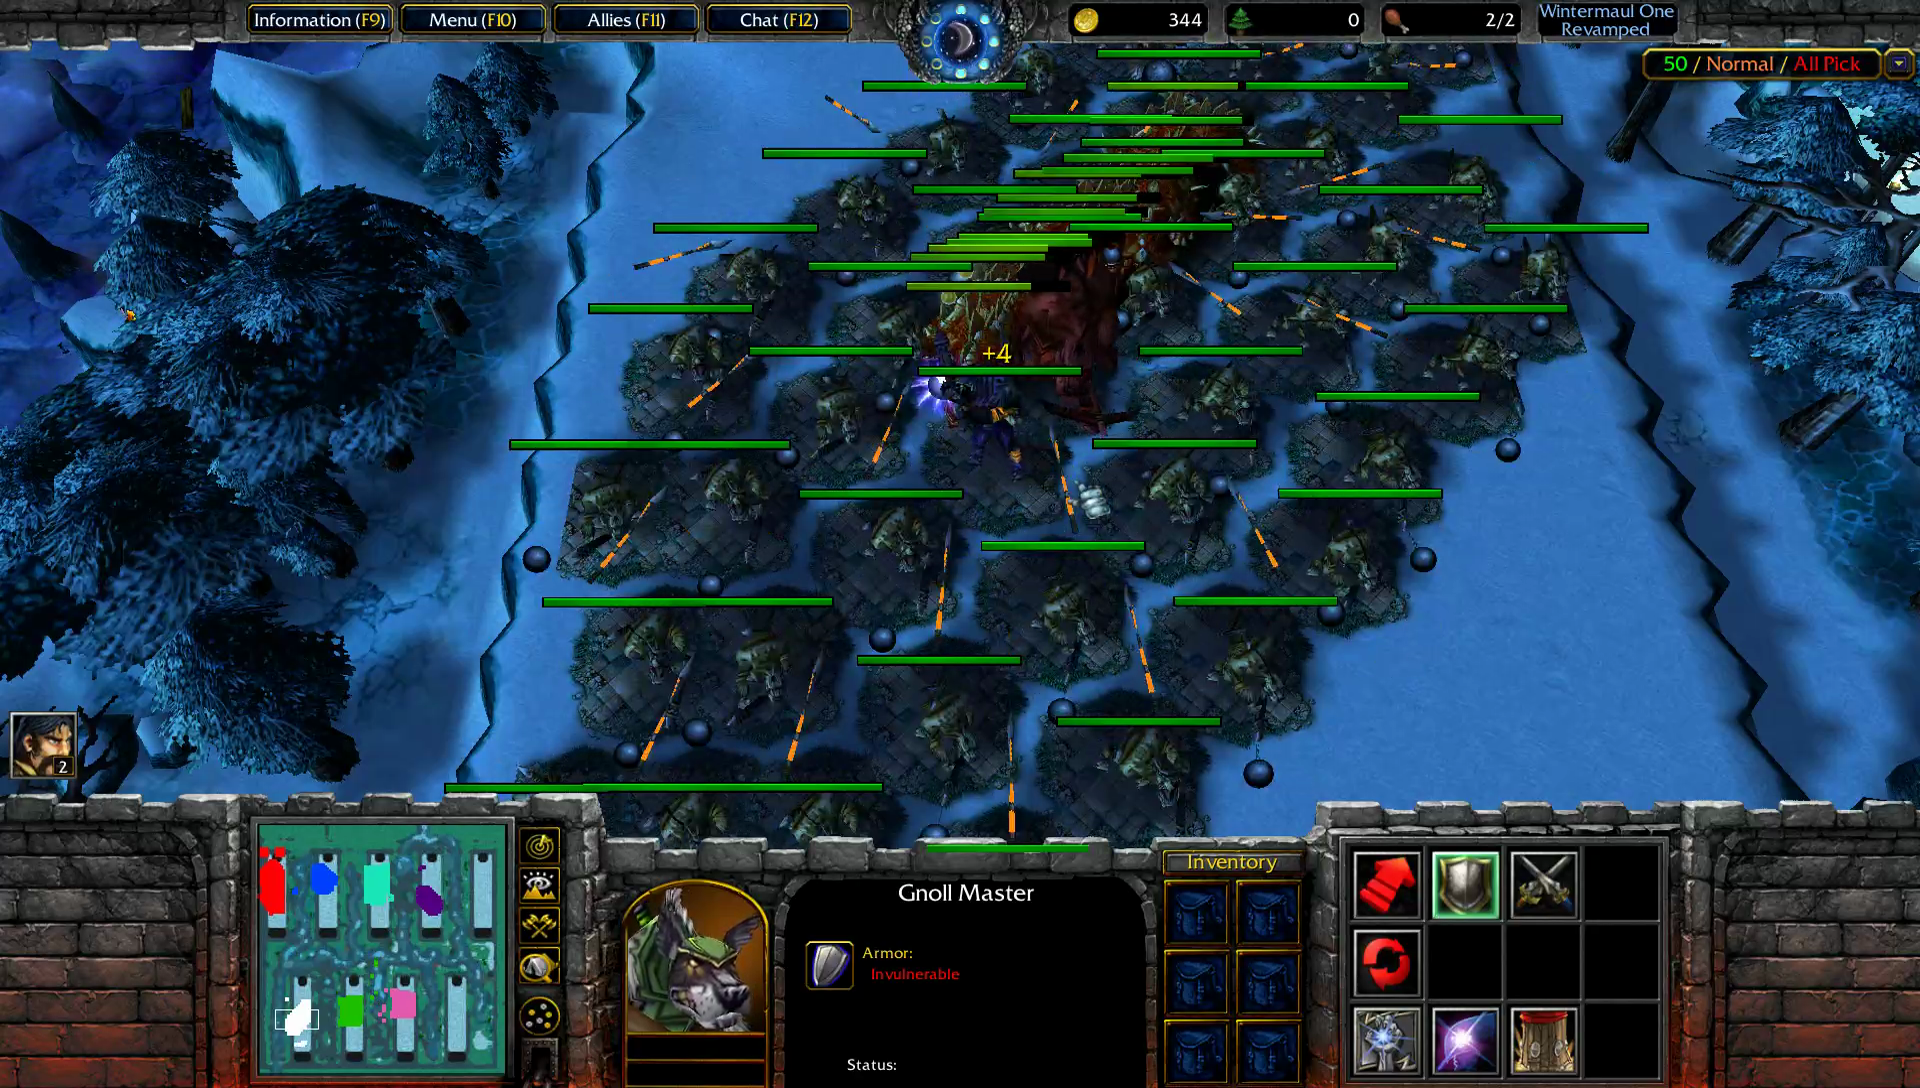 Information (F9) Menu (F10) Allies (F11) Chat (F12) 344 0 2/2 Wintermaul One
Revamped
50 / Normal / All Pick
+4
2
Inventory
Gnoll Master
Armor:
Invulnerable
Status: